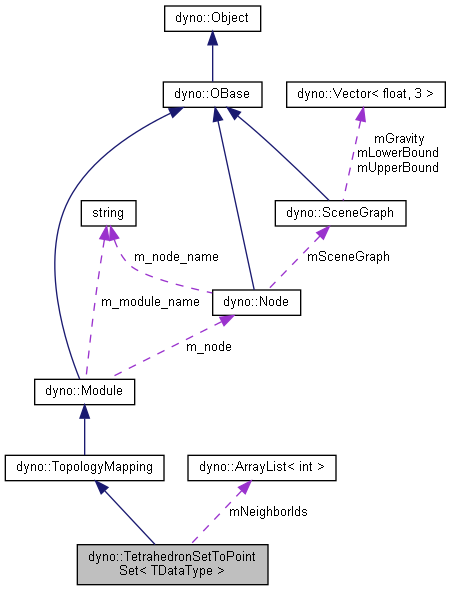 dyno::Object
dyno::OBase
dyno::Vector< float, 3 >
mGravity
mLowerBound
mUpperBound
string
dyno::SceneGraph
m_node_name
mSceneGraph
m_module_name
dyno::Node
m_node
dyno::Module
dyno::TopologyMapping
dyno::ArrayList< int >
mNeighborIds
dyno::TetrahedronSetToPoint
Set< TDataType >